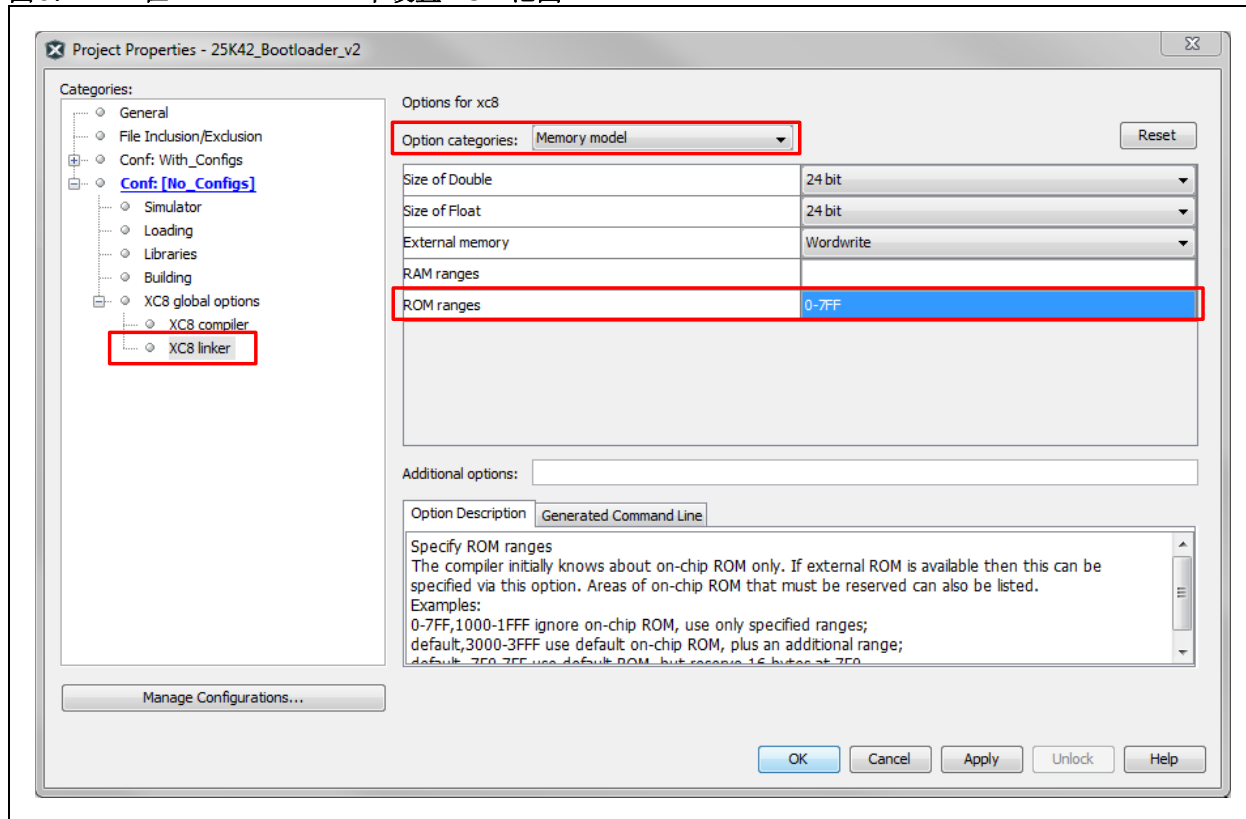 Project Properties - 25K42_Bootloader_v2
Categories:
General
File Inclusion/Exclusion
Conf: With_Configs
Conf: [No_Configs]
Simulator
Loading
Libraries
Building
XC8 global options
XC8 compiler
XC8 linker
Manage Configurations...
Options for xc8
Option categories: Memory model
Reset
Size of Double 24 bit
Size of Float 24 bit
External memory Wordwrite
RAM ranges
ROM ranges 0-7FF
Additional options:
Option Description Generated Command Line
Specify ROM ranges
The compiler initially knows about on-chip ROM only. If external ROM is available then this can be
specified via this option. Areas of on-chip ROM that must be reserved can also be listed.
Examples:
0-7FF,1000-1FFF ignore on-chip ROM, use only specified ranges;
default,3000-3FFF use default on-chip ROM, plus an additional range;
OK Cancel Apply Unlock Help